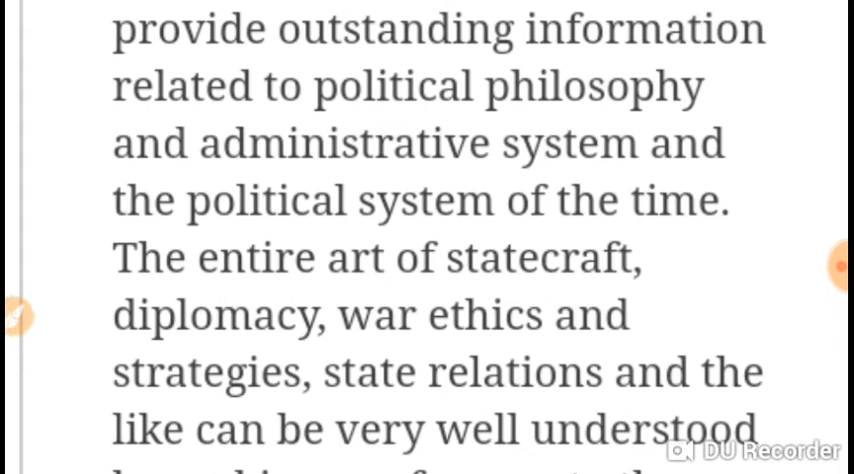 provide outstanding information
related to political philosophy
and administrative system and
the political system of the time.
The entire art of statecraft,
diplomacy, war ethics and
strategies, state relations and the
like can be very well understood
DU Recorder